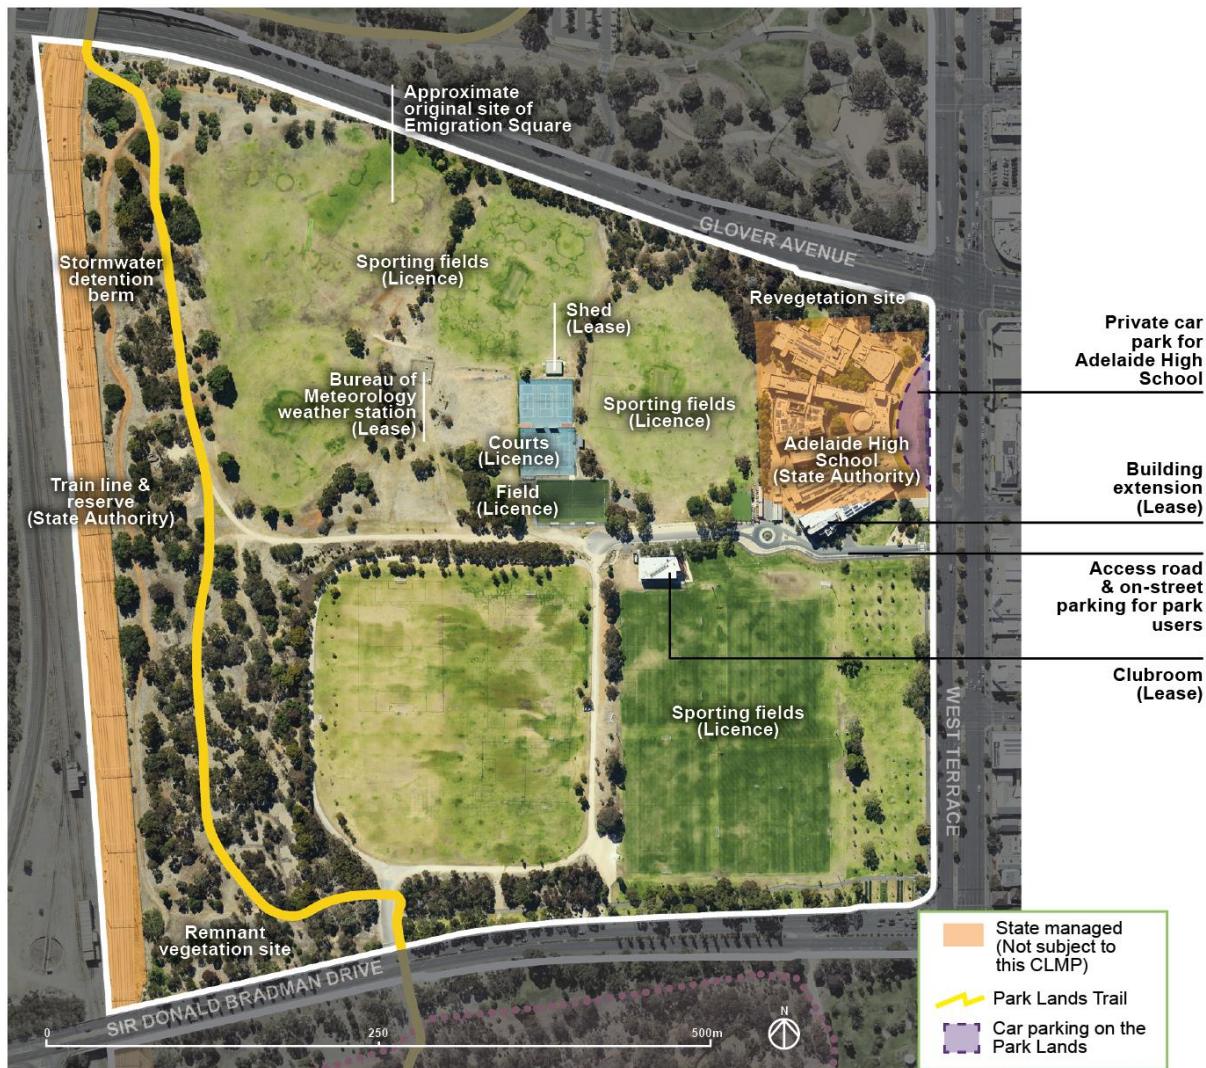 Approximate
original site of
Emigration Square
GLOVER AVENUE
Stormwater
detention
berm
Sporting fields
(Licence)
Revegetation site
Shed
(Lease)
Private car
park for
Adelaide High
School
Bureau of
Meteorology
weather station
(Lease)
Sporting fields
(Licence)
Courts
(Licence)
Adelaide High
School
(State Authority)
Train line &
reserve
(State Authority)
Field
(Licence)
Building
extension
(Lease)
Access road
& on-street
parking for park
users
Clubroom
(Lease)
Sporting fields
(Licence)
WEST TERRACE
Remnant
vegetation site
SIR DONALD BRADMAN DRIVE
0 250 500m
N
State managed
(Not subject to
this CLMP)
Park Lands Trail
Car parking on the
Park Lands